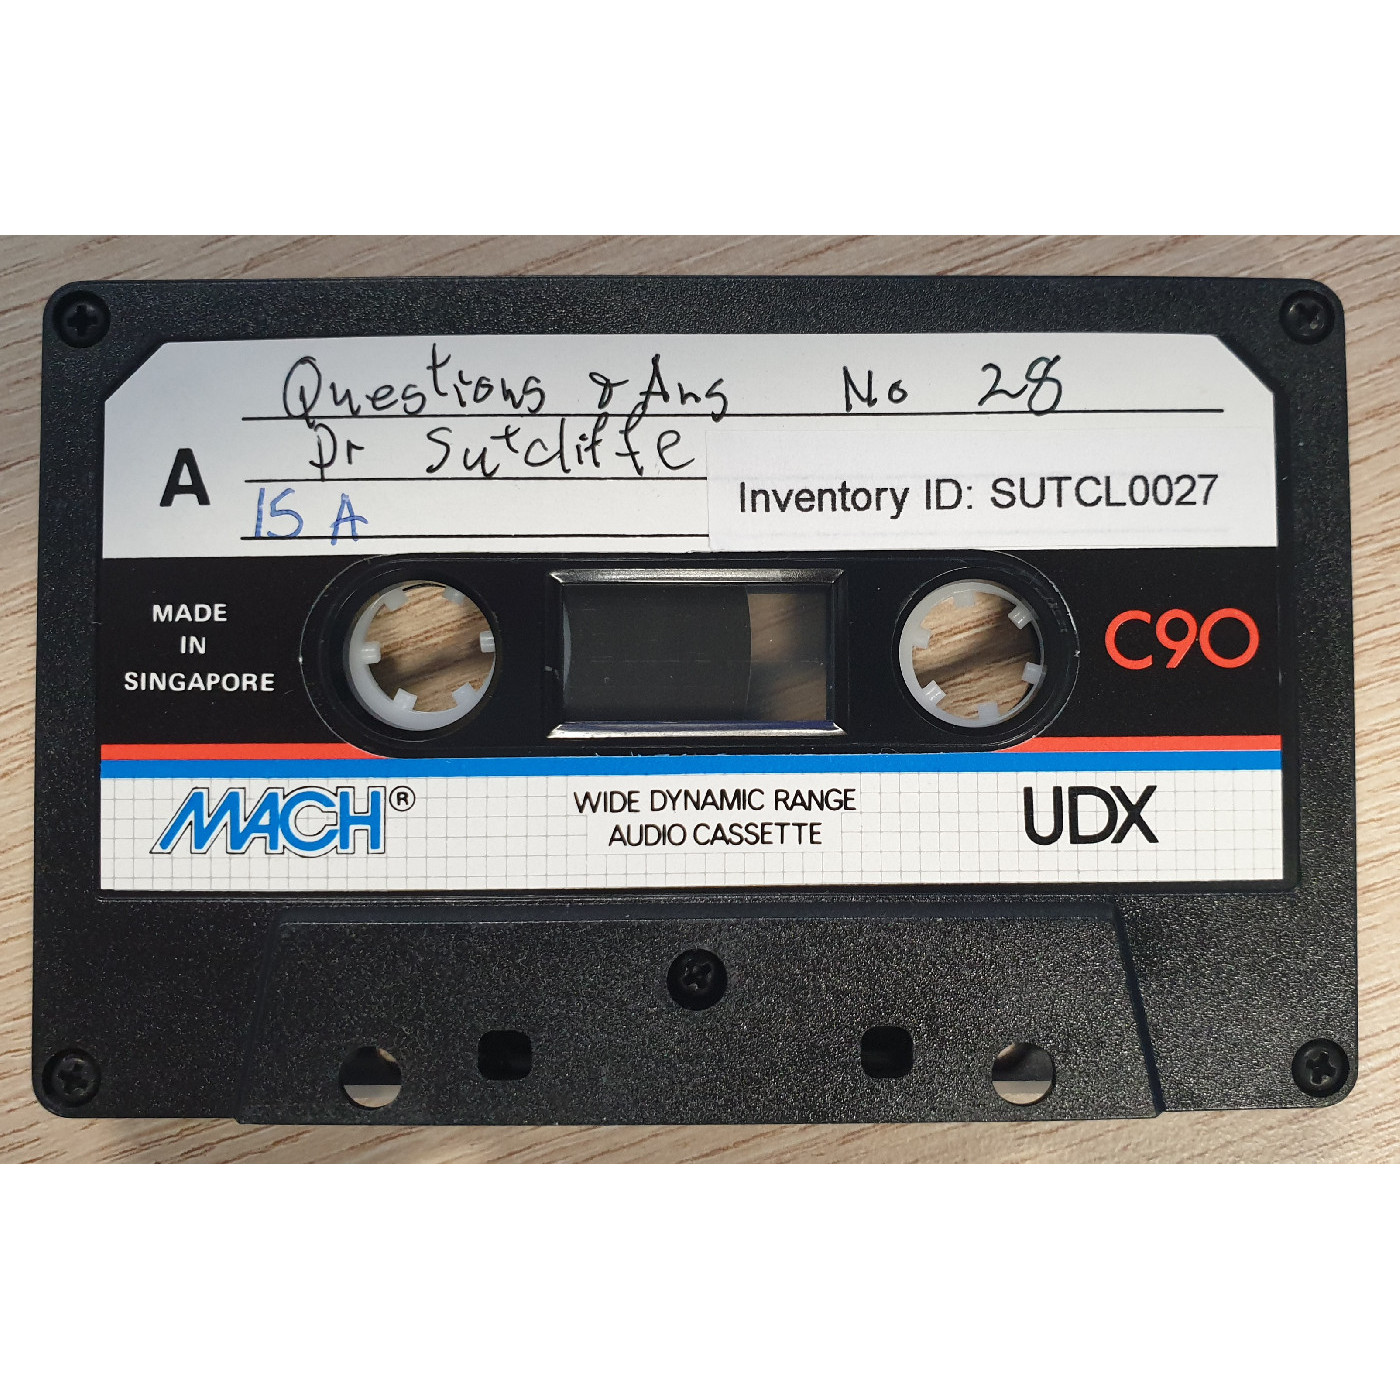 Questions & Ans No 28
Dr Sutcliffe
A
15 A
Inventory ID: SUTCL0027
MADE
IN
SINGAPORE
C90
MACH®
WIDE DYNAMIC RANGE
AUDIO CASSETTE
UDX